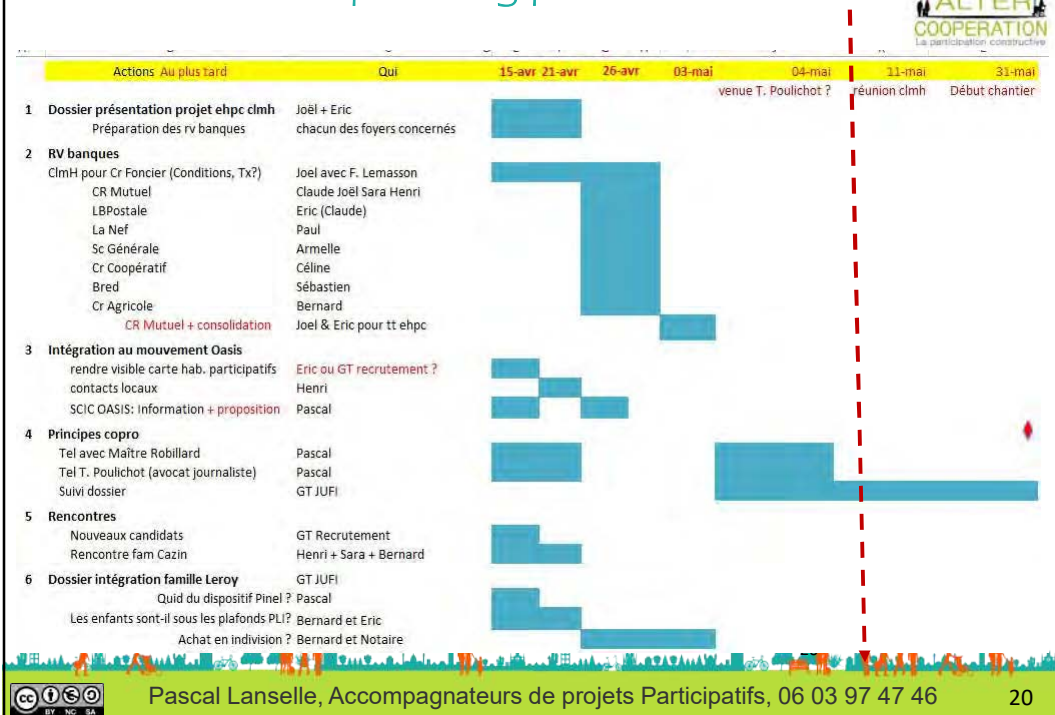 ALTER
COOPERATION
La participation constructive
Actions Au plus tard Qui 15-avr 21-avr 26-avr 03-mai 04-mai 11-mai 31-mai
venue T. Poulichot ? réunion clmh Début chantier
1 Dossier présentation projet ehpc clmh Joël + Eric
Préparation des rv banques chacun des foyers concernés
2 RV banques
ClmH pour Cr Foncier (Conditions, Tx?) Joel avec F. Lemasson
CR Mutuel Claude Joël Sara Henri
LBPostale Eric (Claude)
La Nef Paul
Sc Générale Armelle
Cr Coopératif Céline
Bred Sébastien
Cr Agricole Bernard
CR Mutuel + consolidation Joel & Eric pour tt ehpc
3 Intégration au mouvement Oasis
rendre visible carte hab. participatifs Eric ou GT recrutement ?
contacts locaux Henri
SCIC OASIS: Information + proposition Pascal
4 Principes copro
Tel avec Maître Robillard Pascal
Tel T. Poulichot (avocat journaliste) Pascal
Suivi dossier GT JUFI
5 Rencontres
Nouveaux candidats GT Recrutement
Rencontre fam Cazin Henri + Sara + Bernard
6 Dossier intégration famille Leroy GT JUFI
Quid du dispositif Pinel ? Pascal
Les enfants sont-il sous les plafonds PLI? Bernard et Eric
Achat en indivision ? Bernard et Notaire
cc BY NC SA
Pascal Lanselle, Accompagnateurs de projets Participatifs, 06 03 97 47 46 20